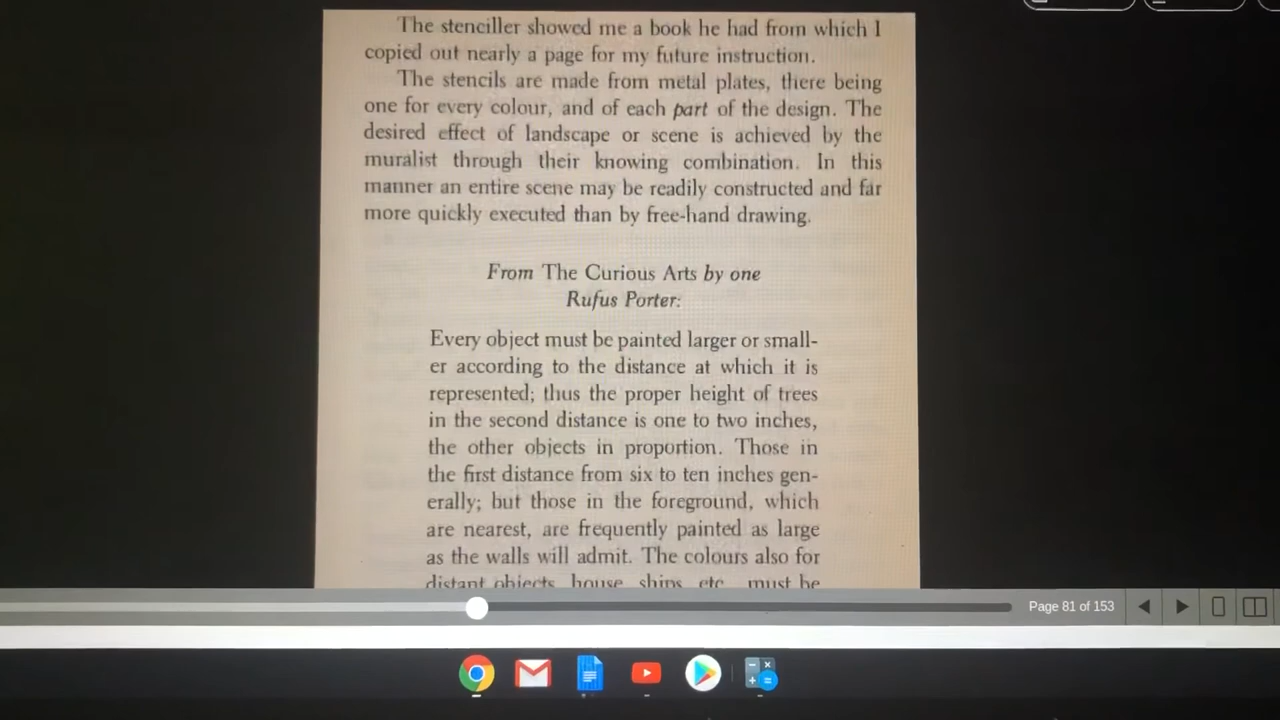 The stenciller showed me a book he had from which I
copied out nearly a page for my future instruction.
The stencils are made from metal plates, there being
one for every colour, and of each part of the design. The
desired effect of landscape or scene is achieved by the
muralist through their knowing combination. In this
manner an entire scene may be readily constructed and far
more quickly executed than by free-hand drawing.
From The Curious Arts by one
Rufus Porter:
Every object must be painted larger or small-
er according to the distance at which it is
represented; thus the proper height of trees
in the second distance is one to two inches,
the other objects in proportion. Those in
the first distance from six to ten inches gen-
erally; but those in the foreground, which
are nearest, are frequently painted as large
as the walls will admit. The colours also for
distant objects, house, ships, etc., must be
Page 81 of 153